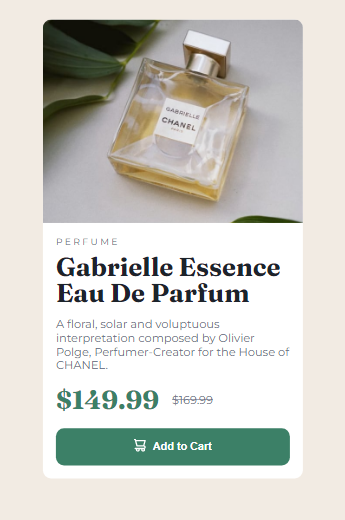 GABRIELLE
CHANEL
PARIS
PERFUME
Gabrielle Essence
Eau De Parfum
A floral, solar and voluptuous
interpretation composed by Olivier
Polge, Perfumer-Creator for the House of
CHANEL.
$149.99 $169.99
Add to Cart